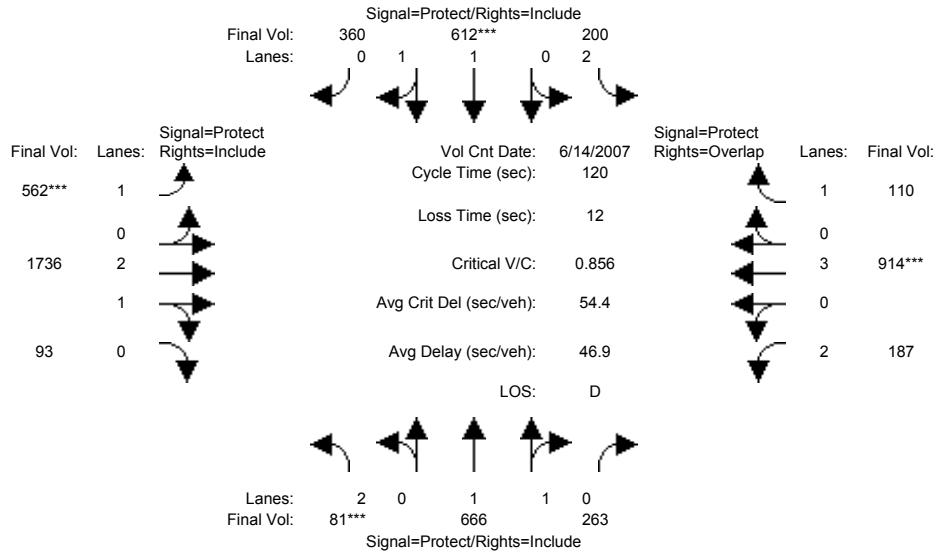 Signal=Protect/Rights=Include
Final Vol: 360 612*** 200
Lanes: 0 1 1 0 2
Signal=Protect
Final Vol: Lanes: Rights=Include
Vol Cnt Date: 6/14/2007
Signal=Protect
Rights=Overlap Lanes: Final Vol:
Cycle Time (sec): 120
562*** 1
1 110
Loss Time (sec): 12
0
0
1736 2
Critical V/C: 0.856
3 914***
1
Avg Crit Del (sec/veh): 54.4
0
93 0
Avg Delay (sec/veh): 46.9
2 187
LOS: D
Lanes: 2 0 1 1 0
Final Vol: 81*** 666 263
Signal=Protect/Rights=Include